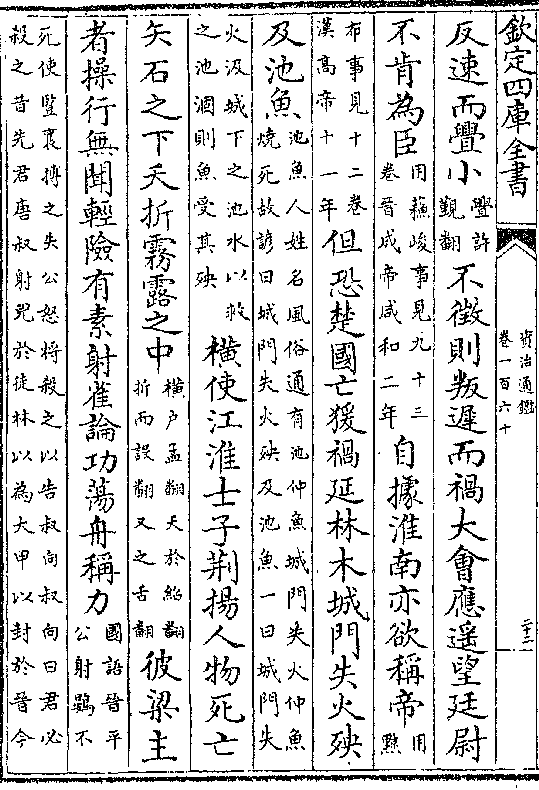 欽定四庫全書
資治通鑑
卷一百六十
二十二
反速而釁小釁許
覲翻不徵則叛遲而禍大會應遥望廷尉
不肯為臣用蘇峻事見九十三
卷晉成帝咸和二年自據淮南亦欲稱帝用黥
布事見十二卷
漢高帝十一年但恐楚國亡猨禍延林木城門失火殃
及池魚池魚人姓名風俗通有池仲魚城門失火仲魚
燒死故諺曰城門失火殃及池魚一曰城門失
火汲城下之池水以救
之池涸則魚受其殃橫使江淮士子荆揚人物死亡
矢石之下夭折霧露之中橫户孟翻夭於紹翻
折而設翻又之舌翻彼梁主
者操行無聞輕險有素射雀論功蕩舟稱力國語晉平
公射鷃不
死使豎襄搏之失公怒將殺之以告叔向叔向曰君必
殺之昔先君唐叔射兕於徒林以為大甲以封於晉今